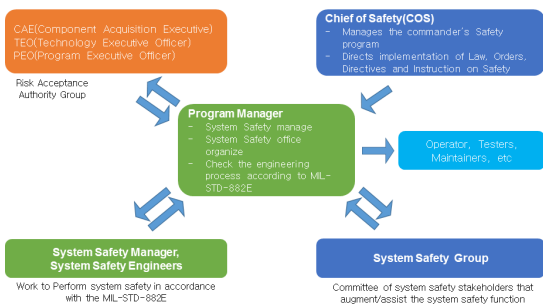 CAE(Component Acquisition Executive)
TEO(Technology Executive Officer)
PEO(Program Executive Officer)
Risk Acceptance
Authority Group
Chief of Safety(COS)
- Manages the commander's Safety
program
- Directs implementation of Law, Orders,
Directives and Instruction on Safety
Program Manager
- System Safety manage
- System Safety office
organize
- Check the engineering
process according to MIL-
STD-882E
Operator, Testers,
Maintainers, etc
System Safety Manager,
System Safety Engineers
Work to Perform system safety in accordance
with the MIL-STD-882E
System Safety Group
Committee of system safety stakeholders that
augment/assist the system safety function